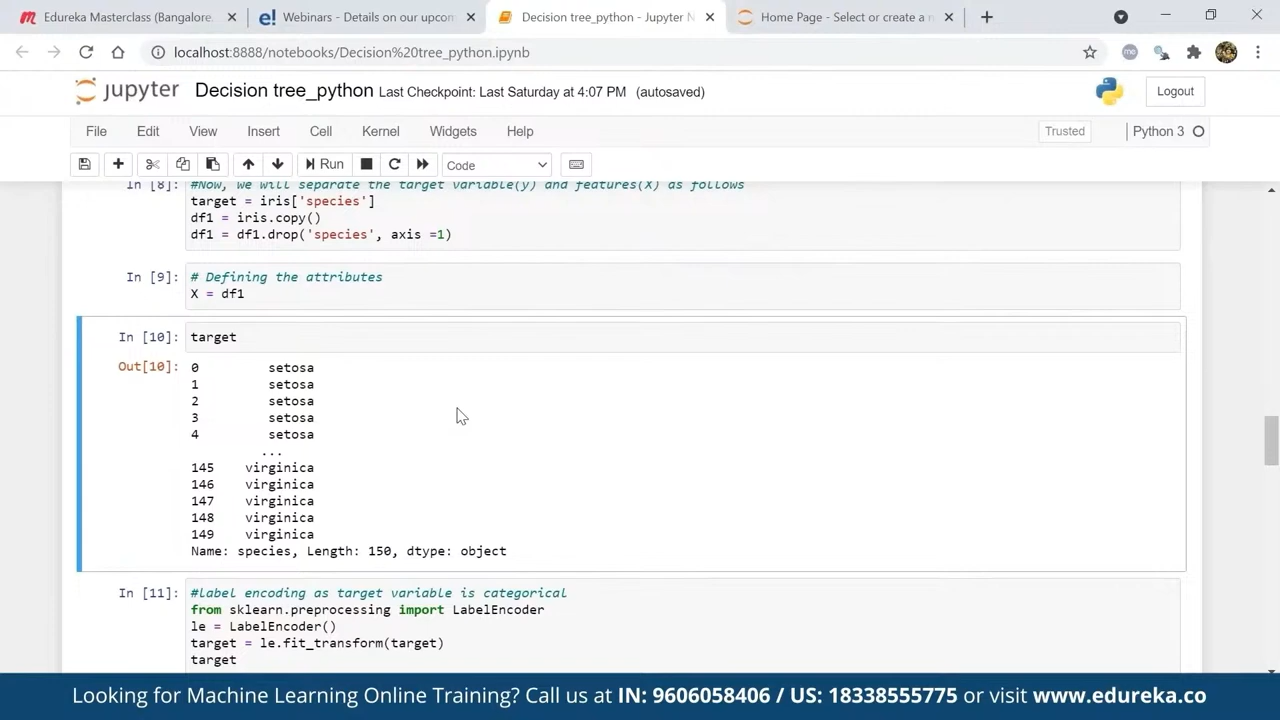 Edureka Masterclass (Bangalore,
Webinars - Details on our upcom
Decision tree_python - Jupyter N
Home Page - Select or create a n
localhost:8888/notebooks/Decision%20tree_python.ipynb
jupyter Decision tree_python Last Checkpoint: Last Saturday at 4:07 PM (autosaved)
Logout
File Edit View Insert Cell Kernel Widgets Help
Trusted
Python 3
Run
Code
In [8]: #Now, we will separate the target variable(y) and features(X) as follows
target = iris['species']
df1 = iris.copy()
df1 = df1.drop('species', axis =1)
In [9]: # Defining the attributes
X = df1
In [10]: target
Out[10]: 0 setosa
1 setosa
2 setosa
3 setosa
4 setosa
...
145 virginica
146 virginica
147 virginica
148 virginica
149 virginica
Name: species, Length: 150, dtype: object
In [11]: #label encoding as target variable is categorical
from sklearn.preprocessing import LabelEncoder
le = LabelEncoder()
target = le.fit_transform(target)
target
Looking for Machine Learning Online Training? Call us at IN: 9606058406 / US: 18338555775 or visit www.edureka.co